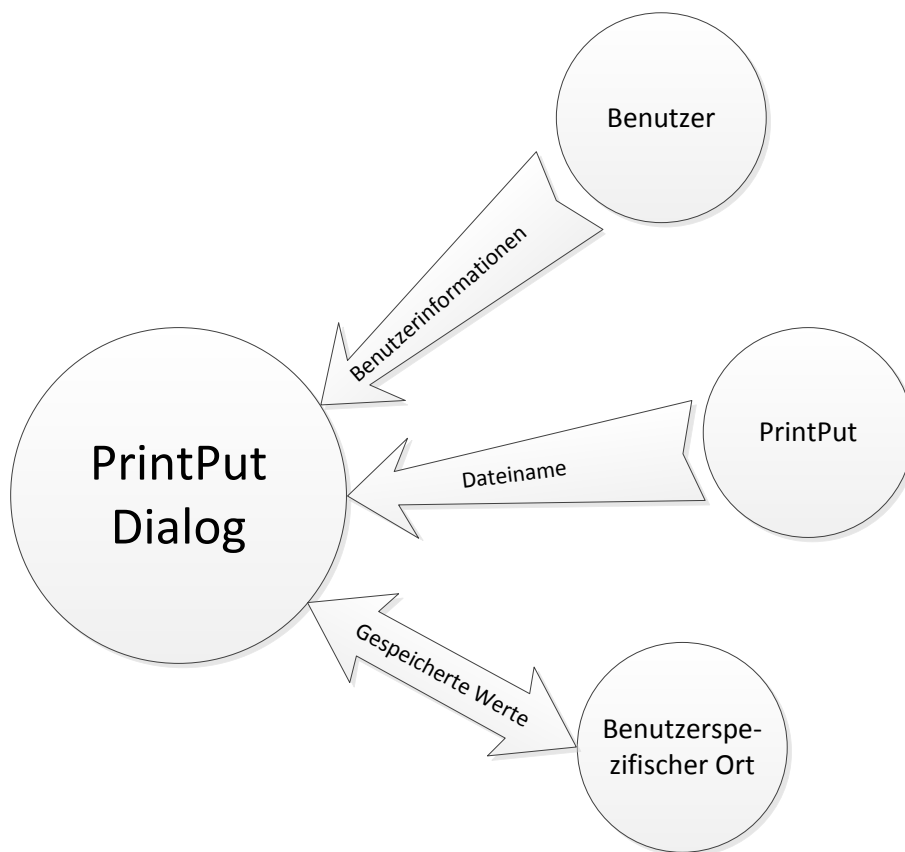 Benutzer
Benutzerinformationen
PrintPut
PrintPut
Dialog
Dateiname
Gespeicherte Werte
Benutzerspe-
zifischer Ort